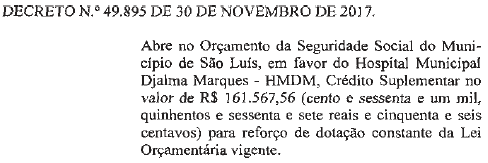 DECRETO N.º 49.895 DE 30 DE NOVEMBRO DE 2017.
Abre no Orçamento da Seguridade Social do Muni-
cípio de São Luís, em favor do Hospital Municipal
Djalma Marques - HMDM, Crédito Suplementar no
valor de R$ 161.567,56 (cento e sessenta e um mil,
quinhentos e sessenta e sete reais e cinquenta e seis
centavos) para reforço de dotação constante da Lei
Orçamentária vigente.